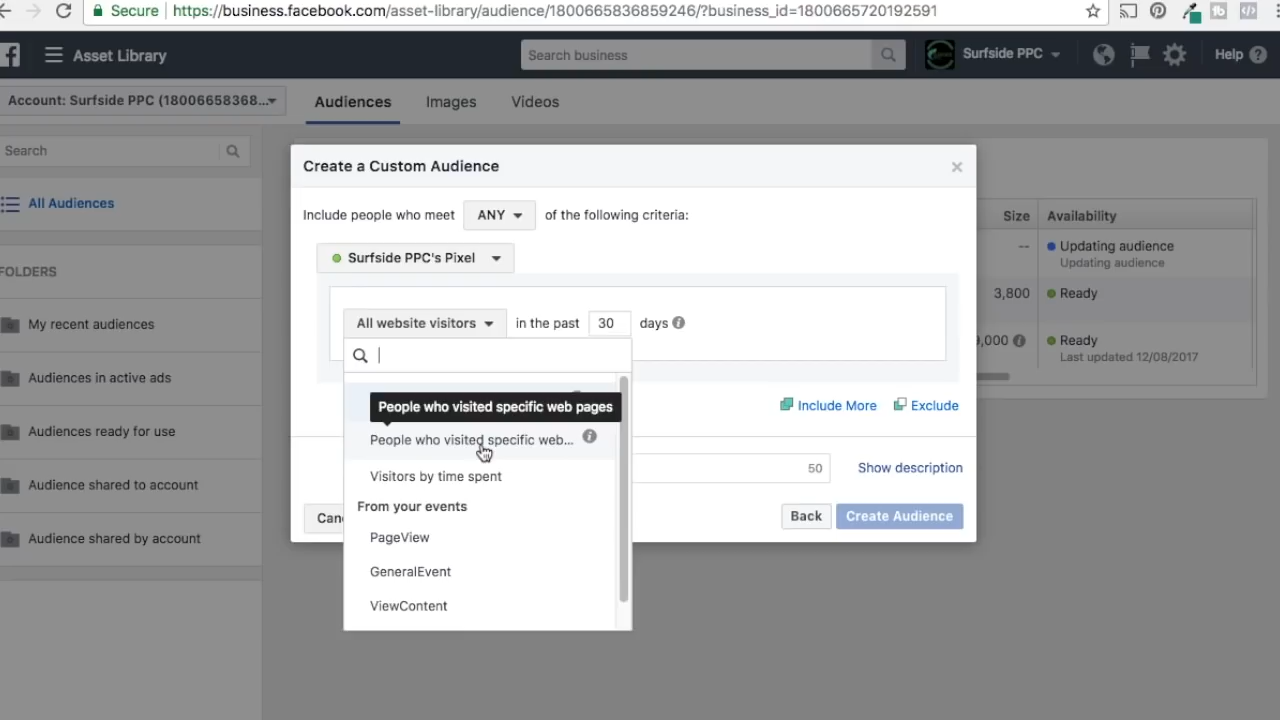 Secure https://business.facebook.com/asset-library/audience/1800665836859246/?business_id=1800665720192591
Asset Library
Search business
Surfside PPC
Help
Account: Surfside PPC (18006658368...
Audiences
Images
Videos
Search
All Audiences
FOLDERS
My recent audiences
Audiences in active ads
Audiences ready for use
Audience shared to account
Audience shared by account
Create a Custom Audience
Include people who meet ANY of the following criteria:
Surfside PPC's Pixel
All website visitors in the past 30 days
People who visited specific web pages
People who visited specific web...
Visitors by time spent
From your events
PageView
GeneralEvent
ViewContent
Include More Exclude
50 Show description
Back Create Audience
Size Availability
-- Updating audience
Updating audience
3,800 Ready
,000 Ready
Last updated 12/08/2017